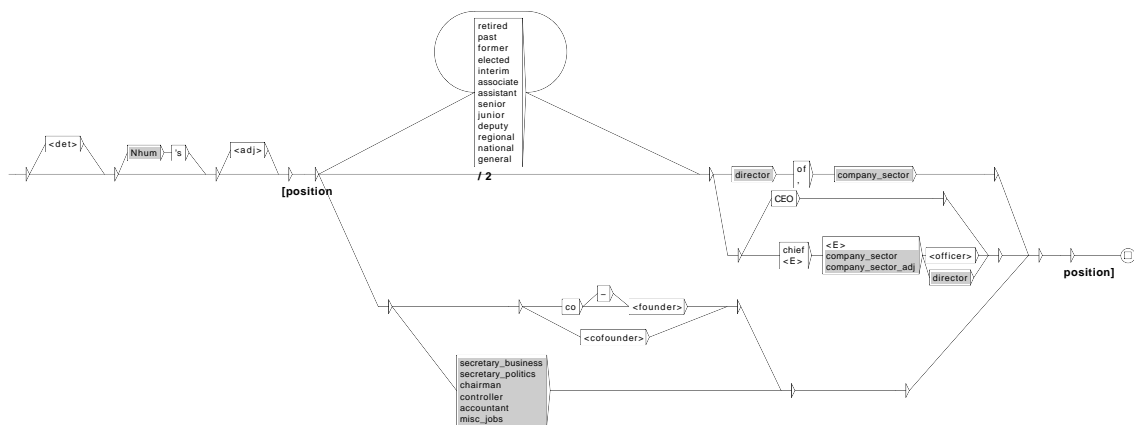 retired
past
former
elected
interim
associate
assistant
senior
junior
deputy
regional
national
general
/ 2
<det>
Nhum
's
<adj>
[position
director
of
,
company_sector
CEO
chief
<E>
<E>
company_sector
company_sector_adj
<officer>
director
position]
co
–
<founder>
<cofounder>
secretary_business
secretary_politics
chairman
controller
accountant
misc_jobs